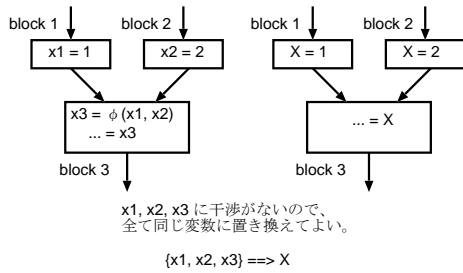 block 1
block 2
x1 = 1
x2 = 2
x3 = φ (x1, x2)
... = x3
block 3
block 1
block 2
X = 1
X = 2
... = X
block 3
x1, x2, x3 に干渉がないので、
全て同じ変数に置き換えてよい。
{x1, x2, x3} ==> X